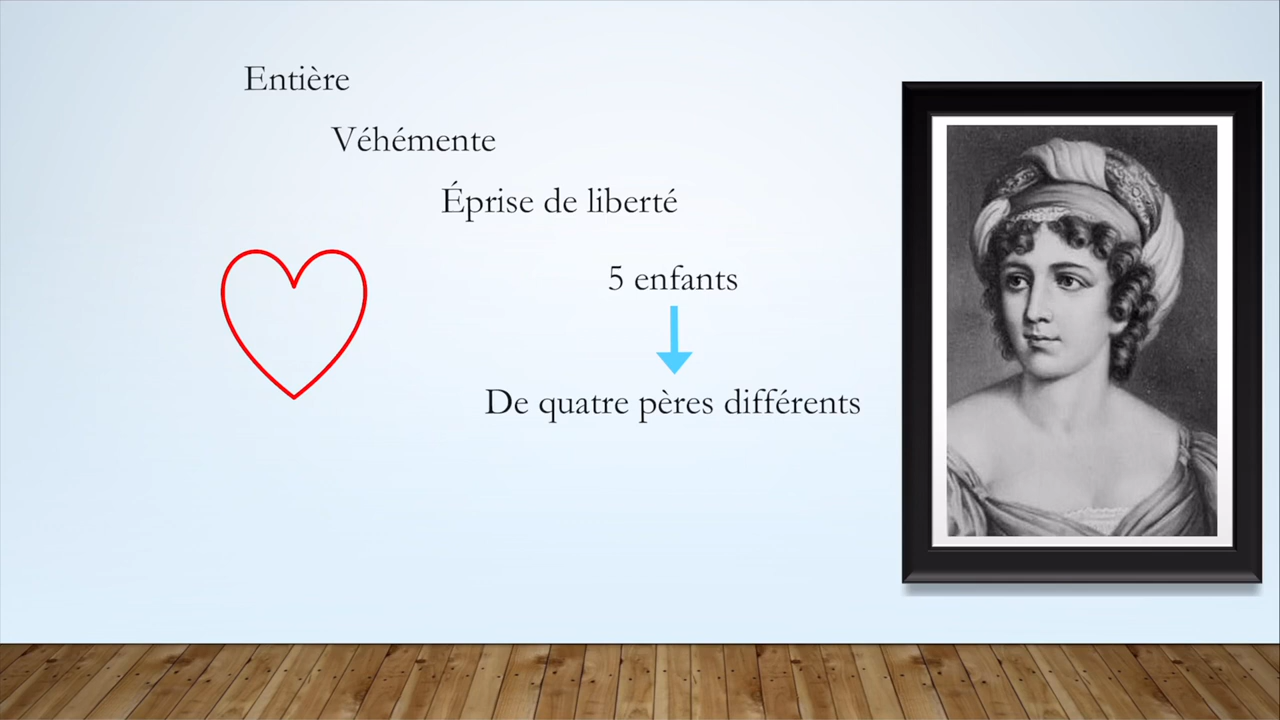 Entière
Véhémente
Éprise de liberté
5 enfants
De quatre pères différents